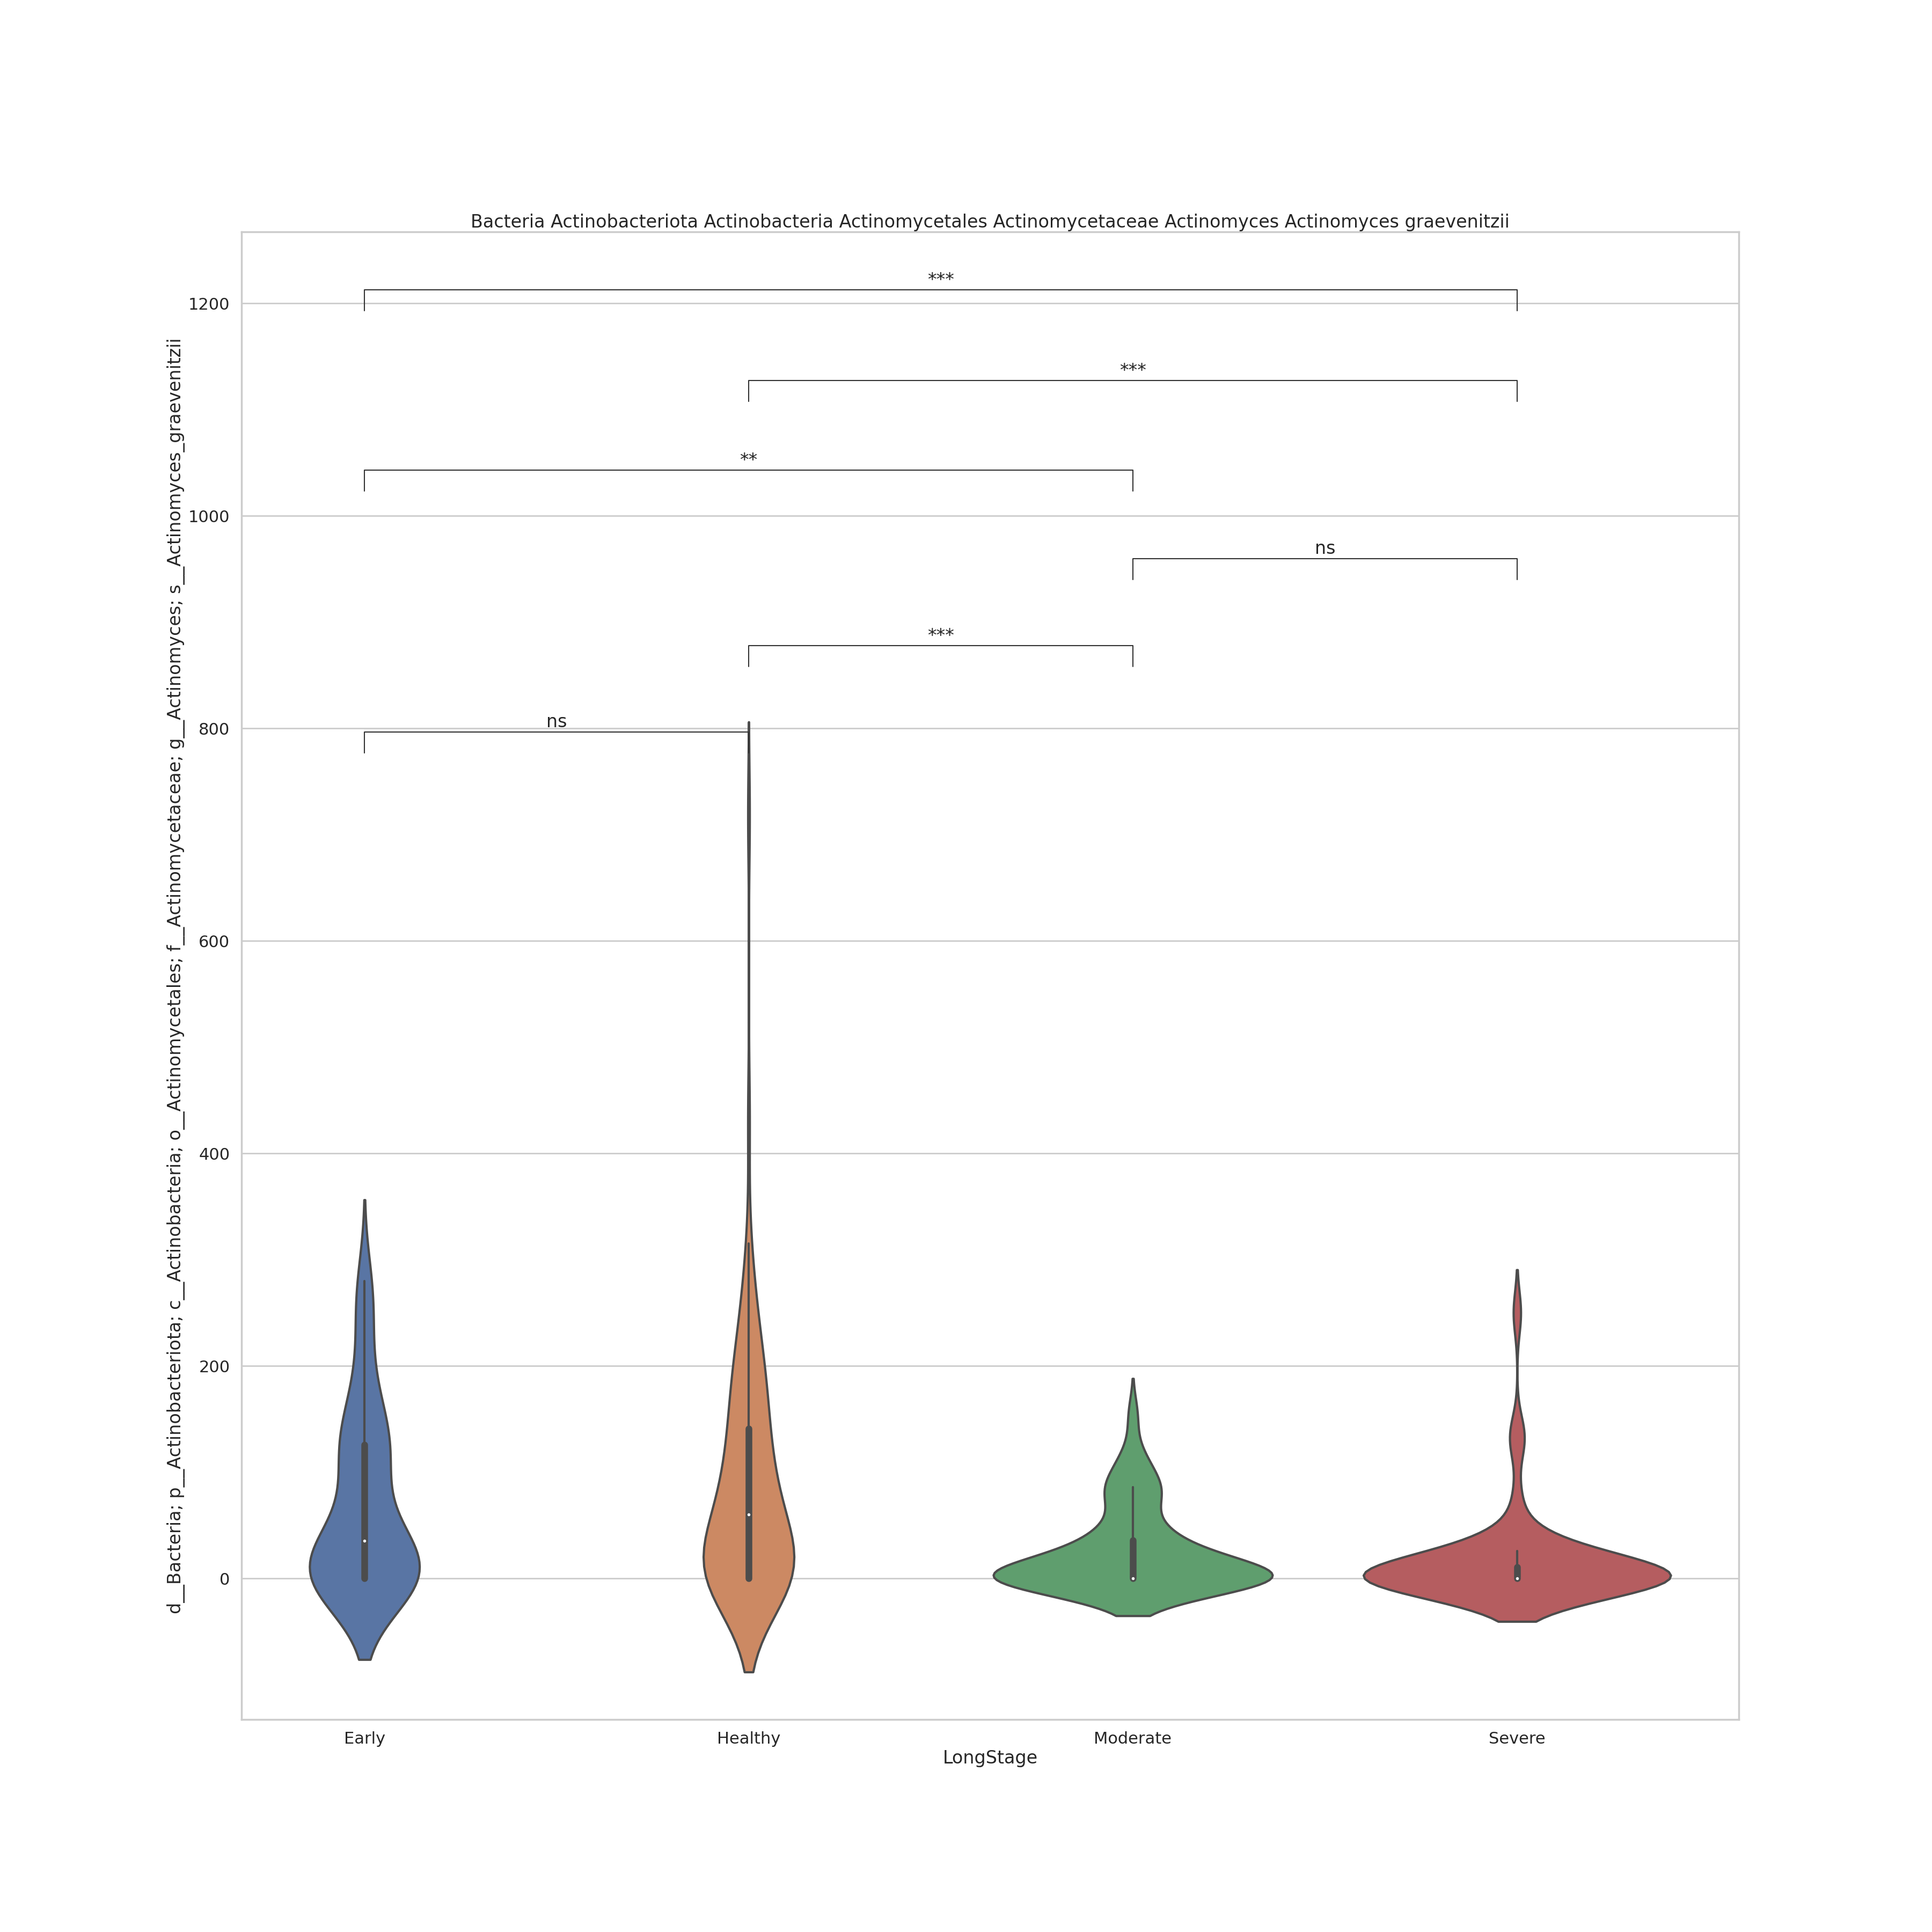 Bacteria Actinobacteriota Actinobacteria Actinomycetales Actinomycetaceae Actinomyces Actinomyces graevenitzii
d__Bacteria; p__Actinobacteriota; c__Actinobacteria; o__Actinomycetales; f__Actinomycetaceae; g__Actinomyces; s__Actinomyces_graevenitzii
***
1200
***
**
1000
ns
***
800
ns
600
400
200
0
Early Healthy Moderate Severe
LongStage